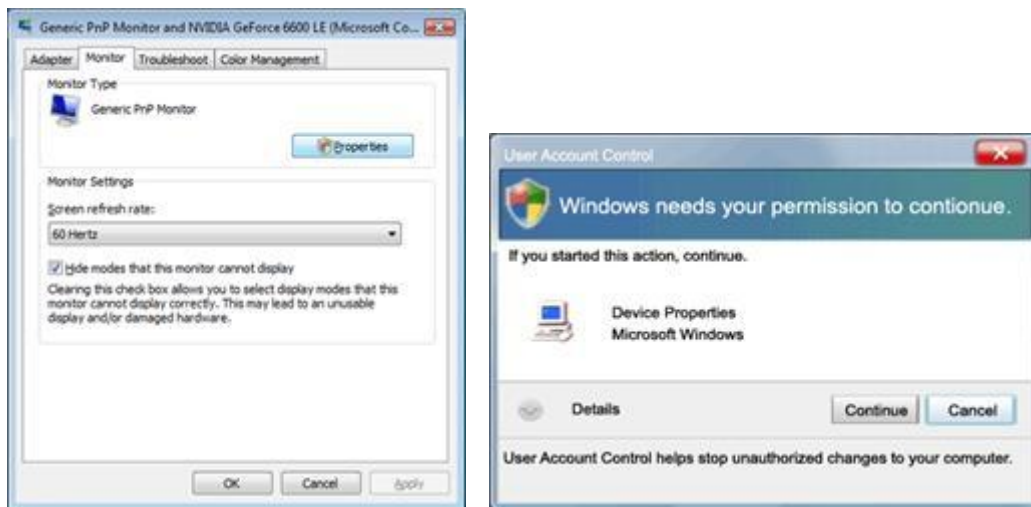 Generic PnP Monitor and NVIDIA GeForce 6600 LE (Microsoft Co...
Adapter Monitor Troubleshoot Color Management
Monitor Type
Generic PnP Monitor
Properties
Monitor Settings
Screen refresh rate:
60 Hertz
Hide modes that this monitor cannot display
Clearing this check box allows you to select display modes that this
monitor cannot display correctly. This may lead to an unusable
display and/or damaged hardware.
OK Cancel Apply
User Account Control
Windows needs your permission to contionue.
If you started this action, continue.
Device Properties
Microsoft Windows
Details Continue Cancel
User Account Control helps stop unauthorized changes to your computer.